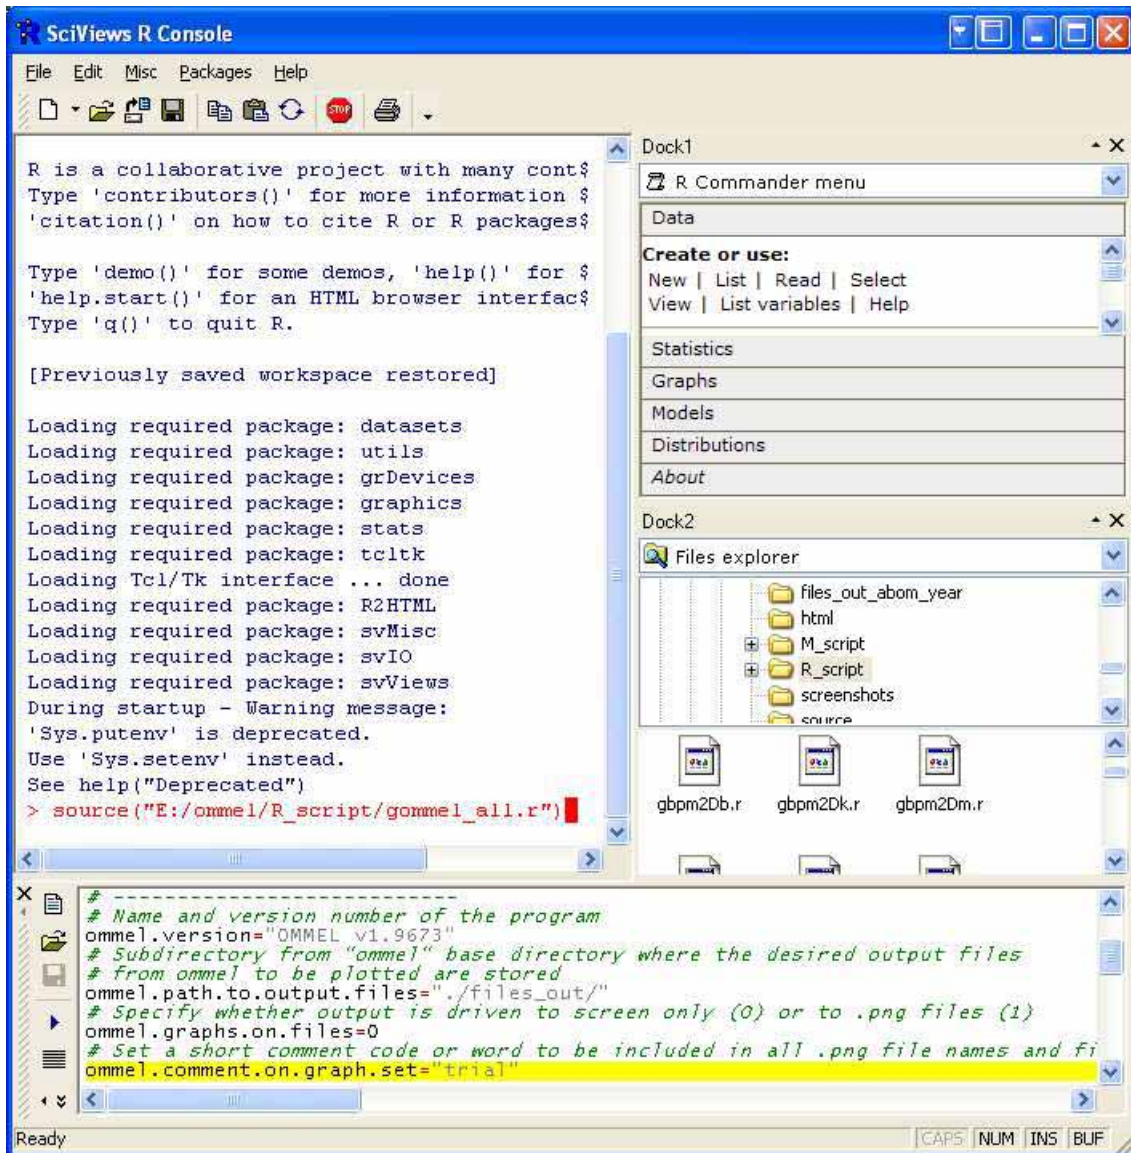 SciViews R Console
File Edit Misc Packages Help
STOP
R is a collaborative project with many cont$
Type 'contributors()' for more information $
'citation()' on how to cite R or R packages$
Type 'demo()' for some demos, 'help()' for $
'help.start()' for an HTML browser interfac$
Type 'q()' to quit R.
[Previously saved workspace restored]
Loading required package: datasets
Loading required package: utils
Loading required package: grDevices
Loading required package: graphics
Loading required package: stats
Loading required package: tcltk
Loading Tcl/Tk interface ... done
Loading required package: R2HTML
Loading required package: svMisc
Loading required package: svIO
Loading required package: svViews
During startup - Warning message:
'Sys.putenv' is deprecated.
Use 'Sys.setenv' instead.
See help("Deprecated")
> source("E:/ommel/R_script/gommel_all.r")
Dock1
R Commander menu
Data
Create or use:
New | List | Read | Select
View | List variables | Help
Statistics
Graphs
Models
Distributions
About
Dock2
Files explorer
files_out_abom_year
html
M_script
R_script
screenshots
source
gbpm2Db.r gbpm2Dk.r gbpm2Dm.r
# ----------------------------
# Name and version number of the program
ommel.version="OMMEL v1.9673"
# Subdirectory from "ommel" base directory where the desired output files
# from ommel to be plotted are stored
ommel.path.to.output.files="./files_out/"
# Specify whether output is driven to screen only (0) or to .png files (1)
ommel.graphs.on.files=0
# Set a short comment code or word to be included in all .png file names and fi
ommel.comment.on.graph.set="trial"
Ready
CAPS NUM INS BUF